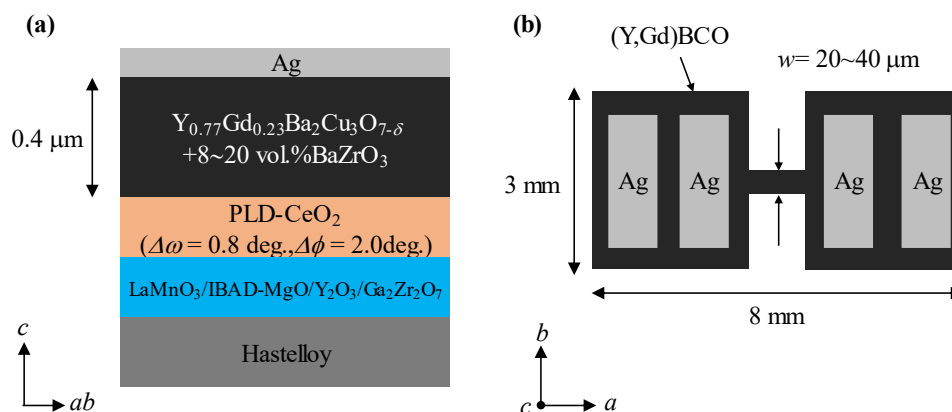 (a)
Ag
0.4 μm
Y0.77Gd0.23Ba2Cu3O7-δ
+8~20 vol.%BaZrO3
PLD-CeO2
(Δω = 0.8 deg.,Δϕ = 2.0deg.)
LaMnO3/IBAD-MgO/Y2O3/Ga2Zr2O7
Hastelloy
c
ab
(b)
(Y,Gd)BCO
w= 20~40 μm
3 mm
Ag
Ag
Ag
Ag
8 mm
b
c
a